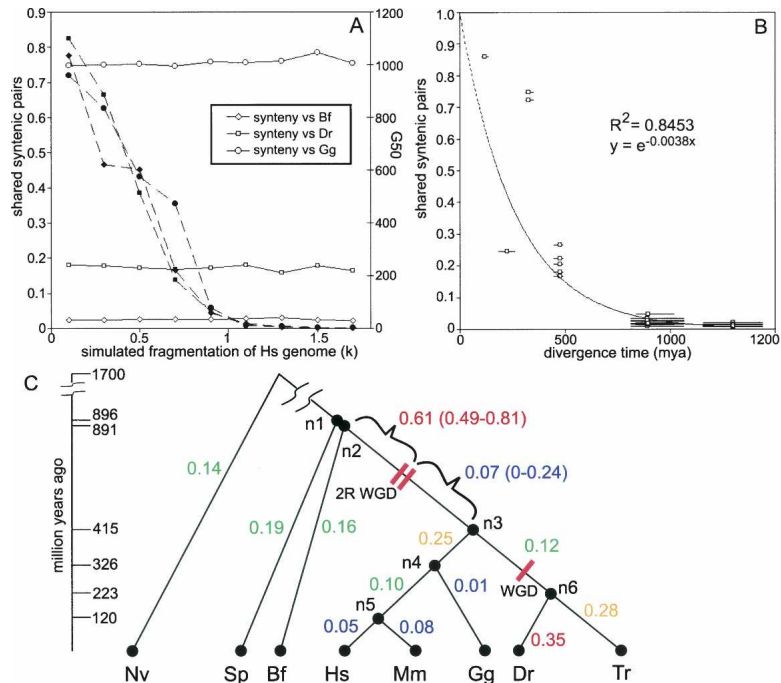 A
0.9
0.8
0.7
0.6
0.5
0.4
0.3
0.2
0.1
0
shared syntenic pairs
1200
1000
800
600
400
200
0
G50
synteny vs Bf
synteny vs Dr
synteny vs Gg
0 0.5 1 1.5
simulated fragmentation of Hs genome (k)
B
1.0
0.9
0.8
0.7
0.6
0.5
0.4
0.3
0.2
0.1
0
shared syntenic pairs
R2= 0.8453
y = e-0.0038x
0 500 1000 1200
divergence time (mya)
C
1700
896
891
415
326
223
120
million years ago
n1
n2
0.61 (0.49-0.81)
0.07 (0-0.24)
2R WGD
0.14
0.19
0.16
n3
0.25
0.12
n4
WGD
n6
0.10
0.01
n5
0.28
0.05
0.08
0.35
Nv Sp Bf Hs Mm Gg Dr Tr